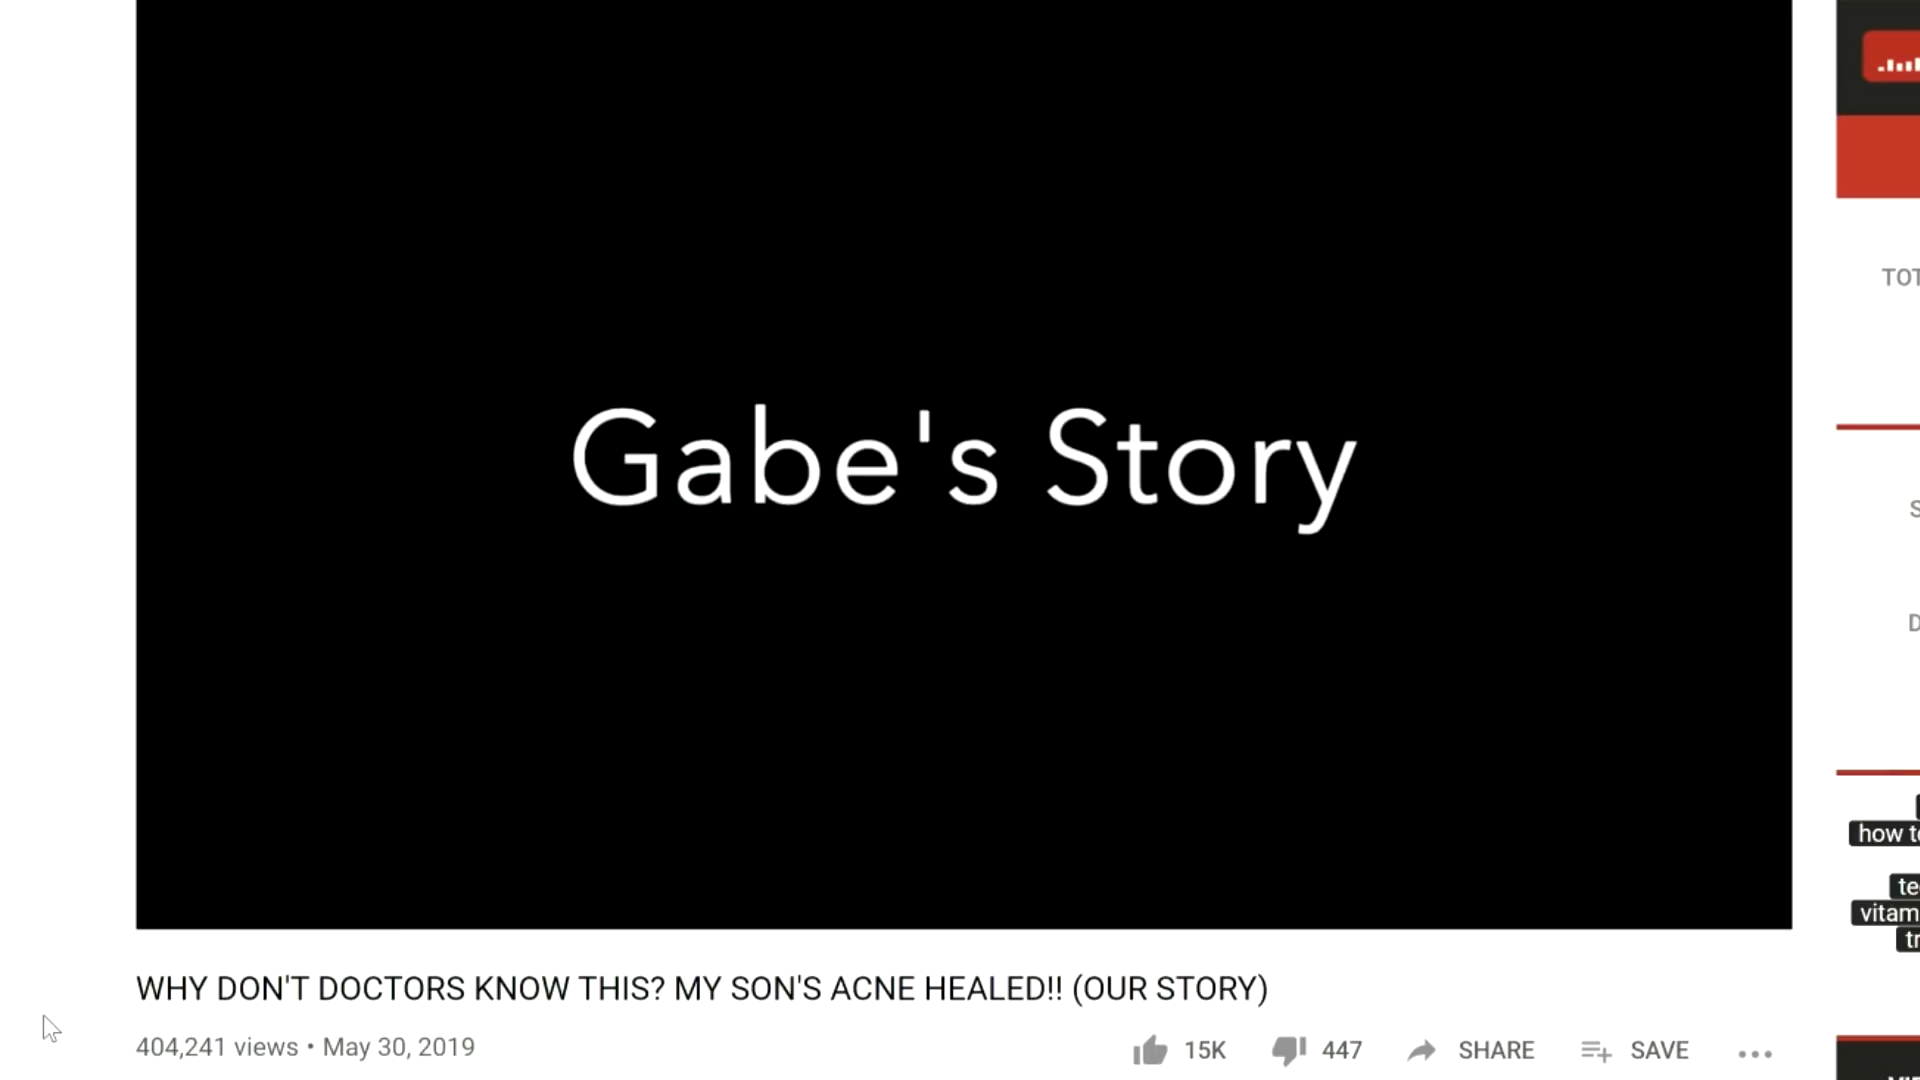 Gabe's Story
WHY DON'T DOCTORS KNOW THIS? MY SON'S ACNE HEALED!! (OUR STORY)
404,241 views • May 30, 2019
15K
447
SHARE
SAVE
how